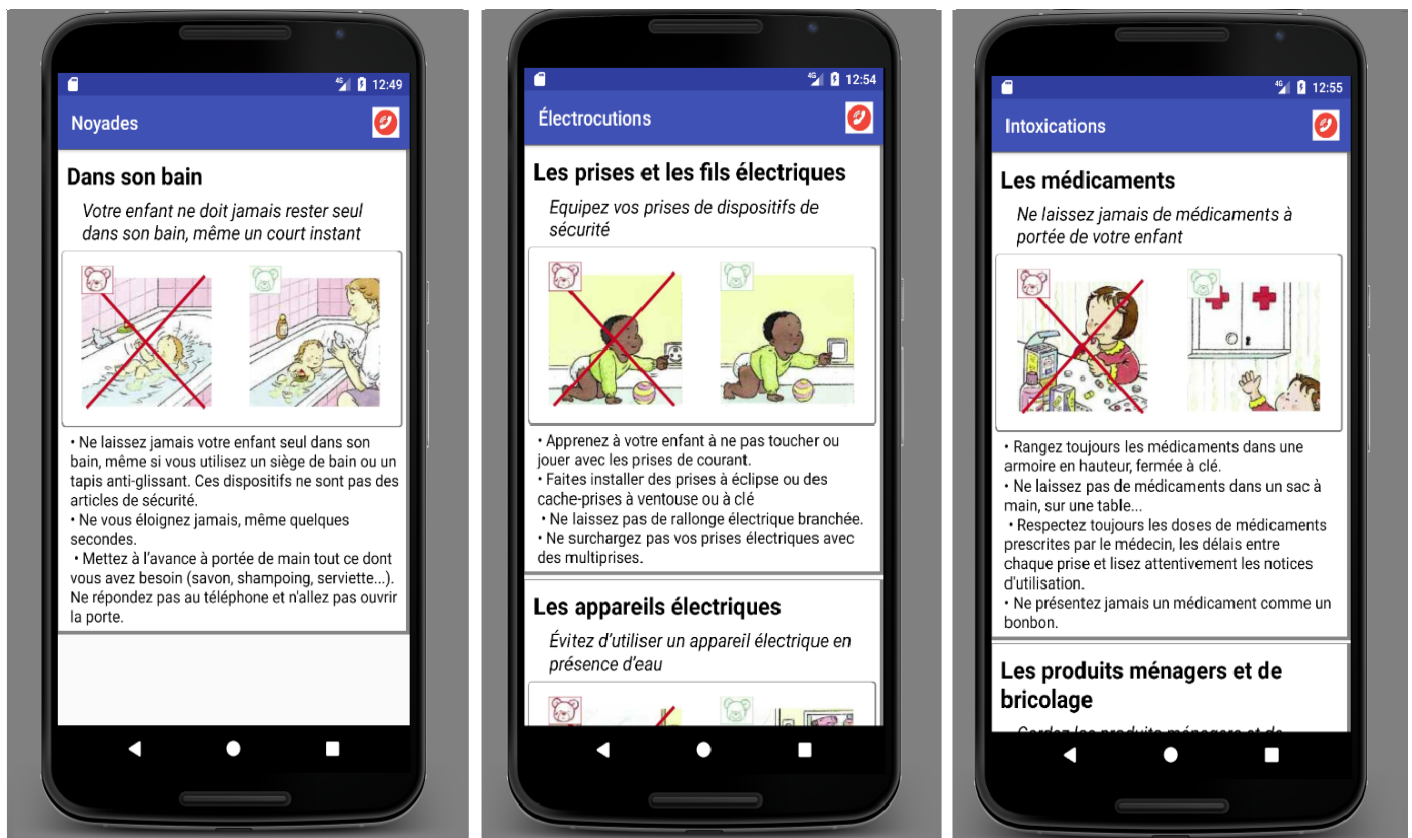 4G 12:49
Noyades
Dans son bain
Votre enfant ne doit jamais rester seul
dans son bain, même un court instant
• Ne laissez jamais votre enfant seul dans son
bain, même si vous utilisez un siège de bain ou un
tapis anti-glissant. Ces dispositifs ne sont pas des
articles de sécurité.
• Ne vous éloignez jamais, même quelques
secondes.
• Mettez à l'avance à portée de main tout ce dont
vous avez besoin (savon, shampoing, serviette...).
Ne répondez pas au téléphone et n'allez pas ouvrir
la porte.
4G 12:54
Électrocutions
Les prises et les fils électriques
Equipez vos prises de dispositifs de
sécurité
• Apprenez à votre enfant à ne pas toucher ou
jouer avec les prises de courant.
• Faites installer des prises à éclipse ou des
cache-prises à ventouse ou à clé
• Ne laissez pas de rallonge électrique branchée.
• Ne surchargez pas vos prises électriques avec
des multiprises.
Les appareils électriques
Évitez d'utiliser un appareil électrique en
présence d'eau
4G 12:55
Intoxications
Les médicaments
Ne laissez jamais de médicaments à
portée de votre enfant
• Rangez toujours les médicaments dans une
armoire en hauteur, fermée à clé.
• Ne laissez pas de médicaments dans un sac à
main, sur une table...
• Respectez toujours les doses de médicaments
prescrites par le médecin, les délais entre
chaque prise et lisez attentivement les notices
d'utilisation.
• Ne présentez jamais un médicament comme un
bonbon.
Les produits ménagers et de
bricolage
Gardez les produits ménagers et de